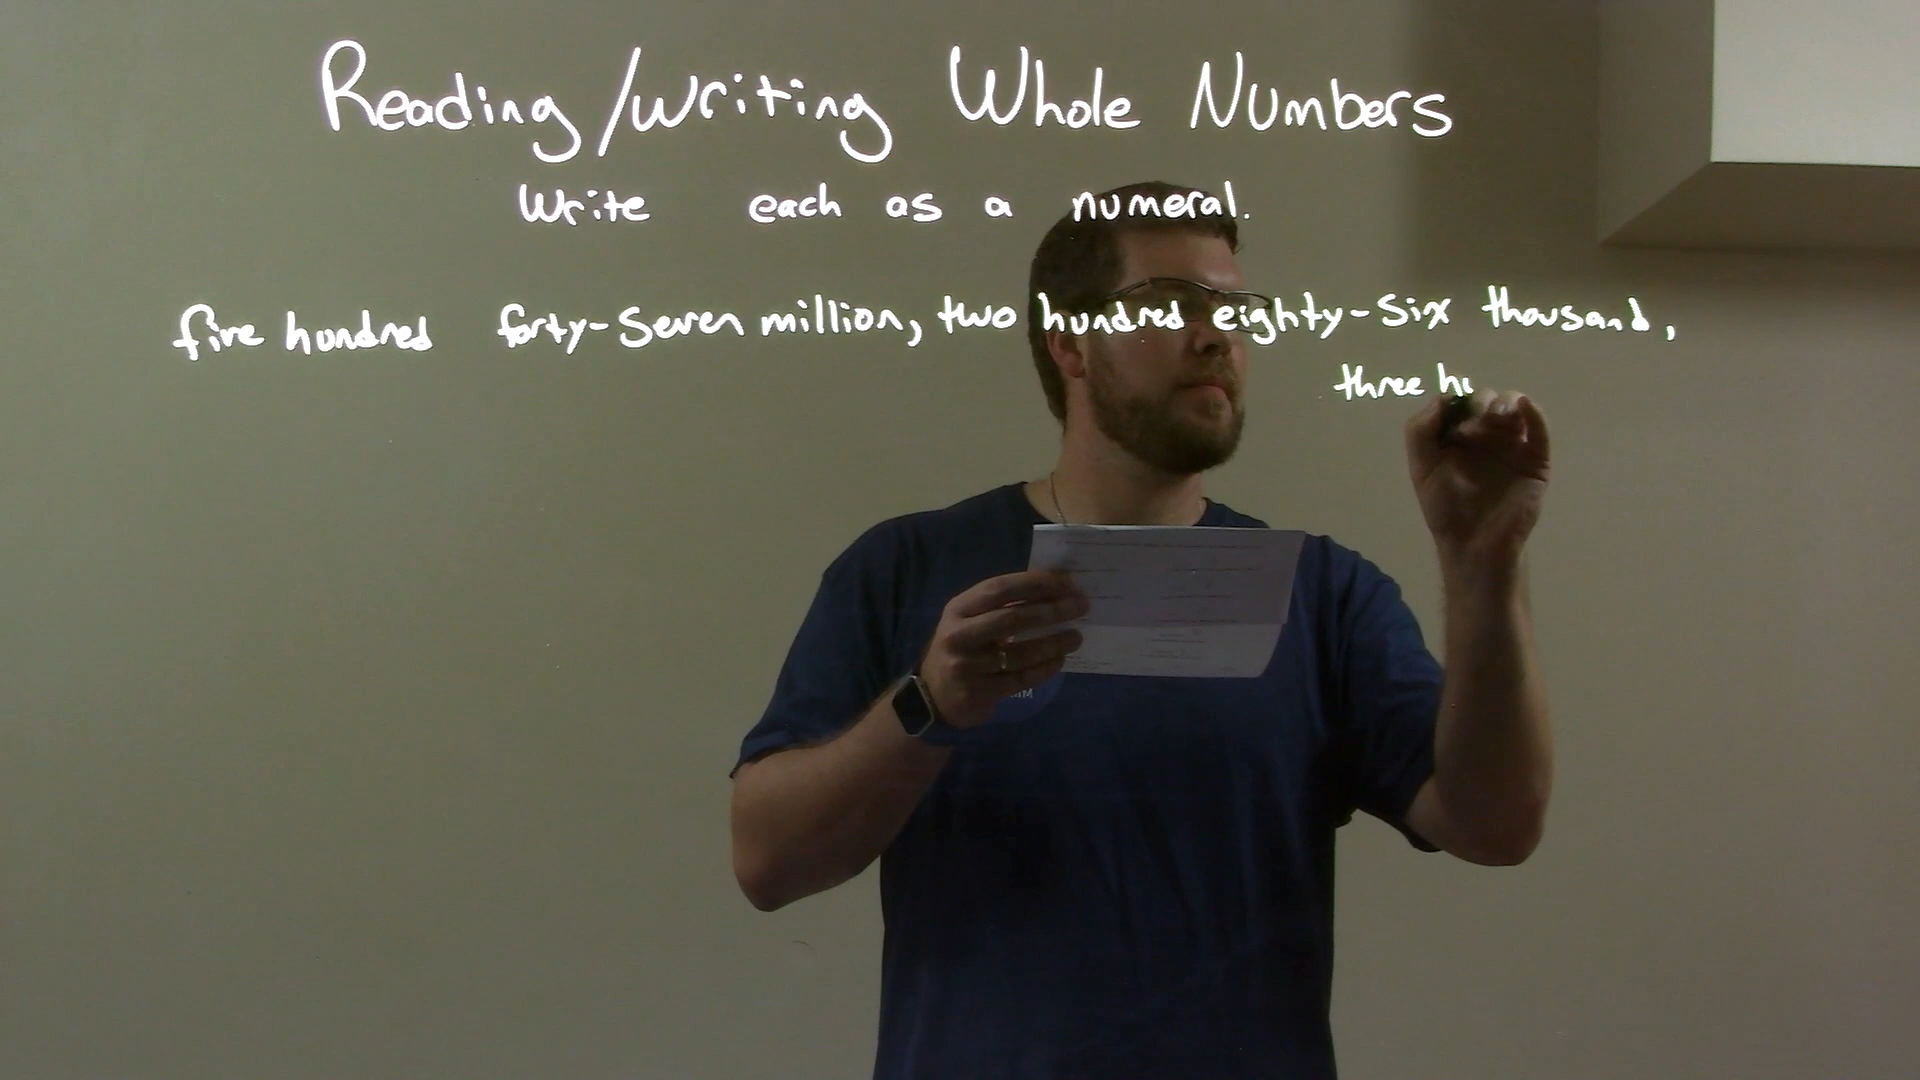 Reading/Writing Whole Numbers
Write each as a numeral.
five hundred forty-seven million, two hundred eighty-six thousand,
three hu